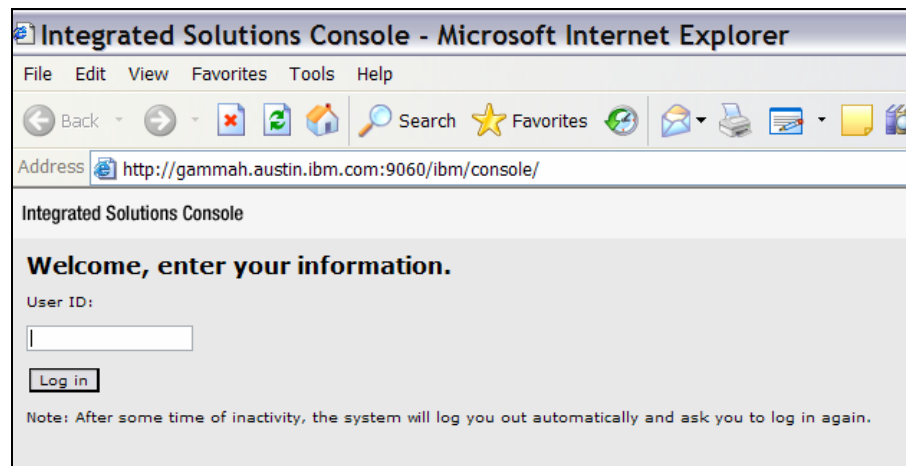 Integrated Solutions Console - Microsoft Internet Explorer
File Edit View Favorites Tools Help
Back Search Favorites
Address http://gammah.austin.ibm.com:9060/ibm/console/
Integrated Solutions Console
Welcome, enter your information.
User ID:
Log in
Note: After some time of inactivity, the system will log you out automatically and ask you to log in again.